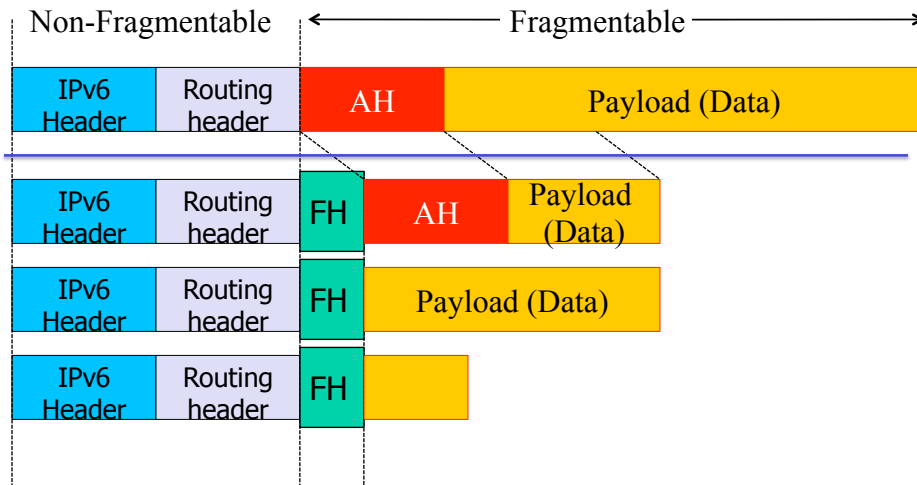 Non-Fragmentable
Fragmentable
IPv6
Header
Routing
header
AH
Payload (Data)
IPv6
Header
Routing
header
FH
AH
Payload
(Data)
IPv6
Header
Routing
header
FH
Payload (Data)
IPv6
Header
Routing
header
FH